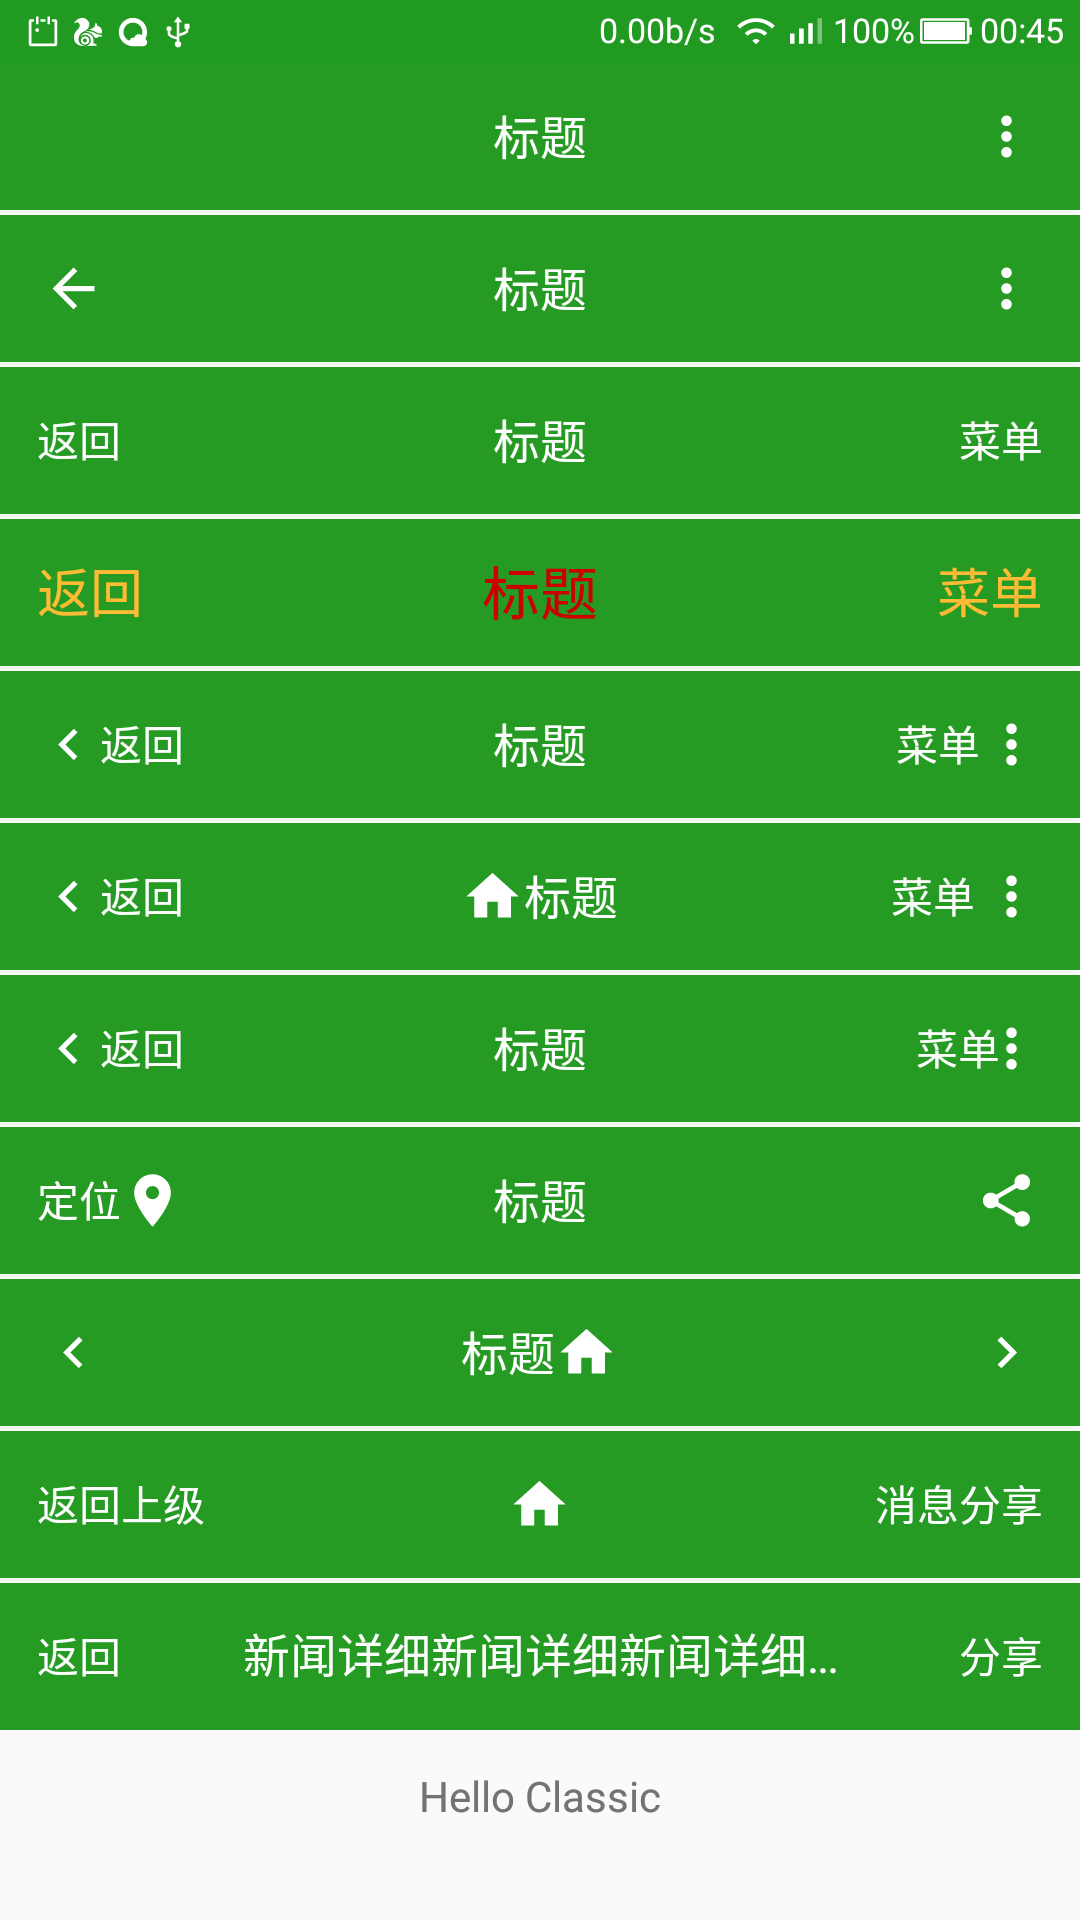 0.00b/s 100% 00:45
标题
标题
返回 标题 菜单
返回 标题 菜单
返回 标题 菜单
返回 标题 菜单
返回 标题 菜单
定位 标题
标题
返回上级 消息分享
返回 新闻详细新闻详细新闻详细... 分享
Hello Classic